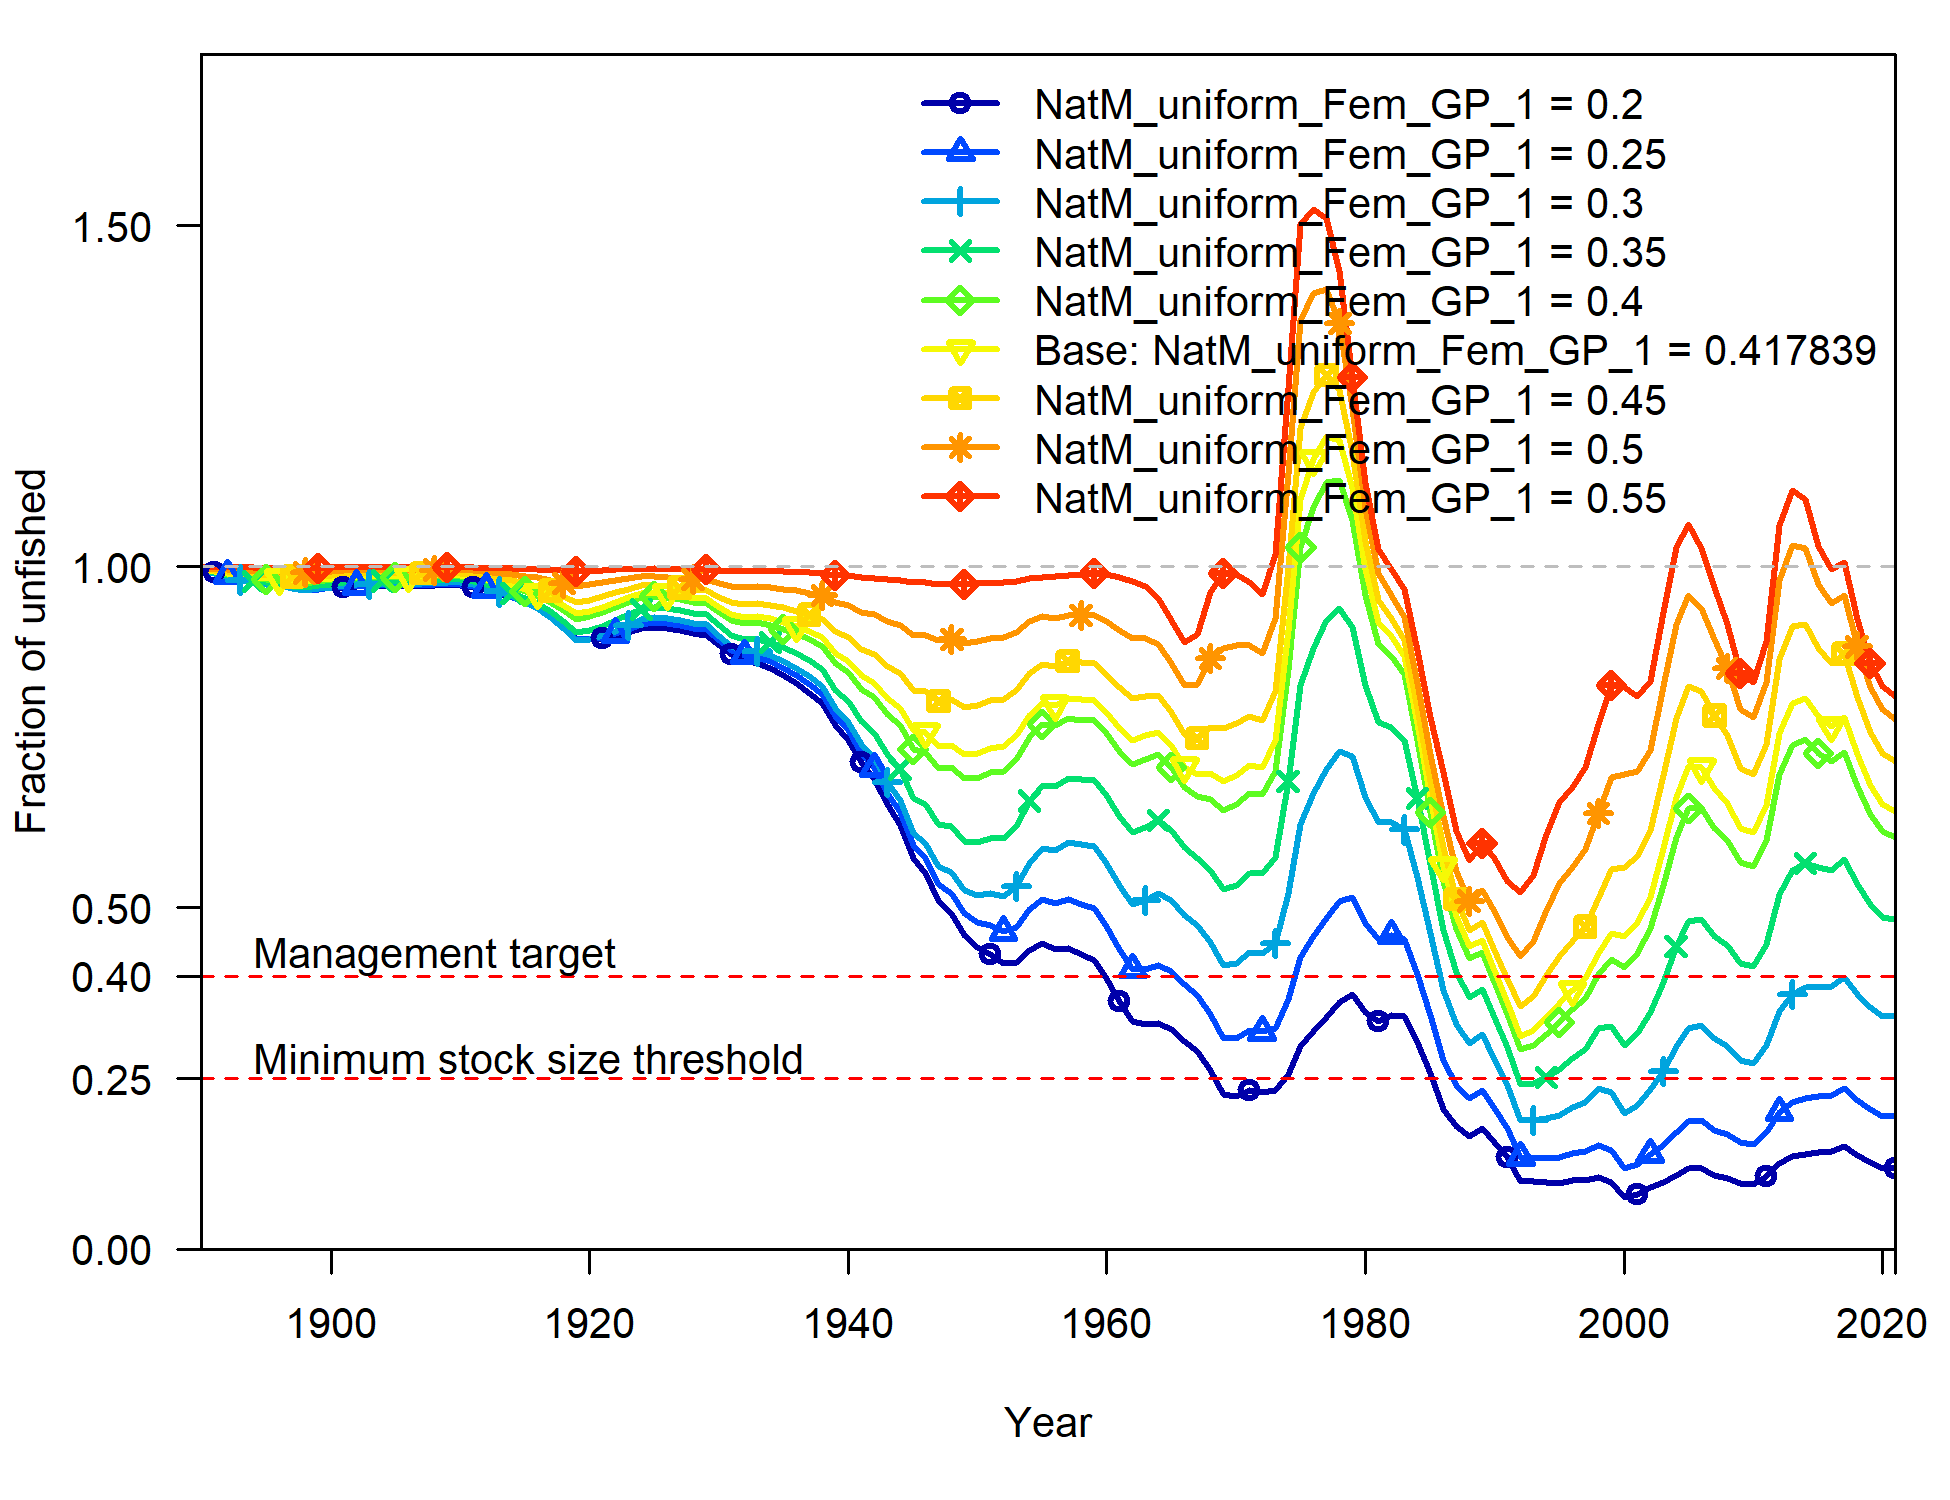 NatM_uniform_Fem_GP_1 = 0.2
NatM_uniform_Fem_GP_1 = 0.25
NatM_uniform_Fem_GP_1 = 0.3
NatM_uniform_Fem_GP_1 = 0.35
NatM_uniform_Fem_GP_1 = 0.4
Base: NatM_uniform_Fem_GP_1 = 0.417839
NatM_uniform_Fem_GP_1 = 0.45
NatM_uniform_Fem_GP_1 = 0.5
NatM_uniform_Fem_GP_1 = 0.55
Fraction of unfished
1.50
1.00
0.50
0.40
0.25
0.00
Management target
Minimum stock size threshold
1900 1920 1940 1960 1980 2000 2020
Year